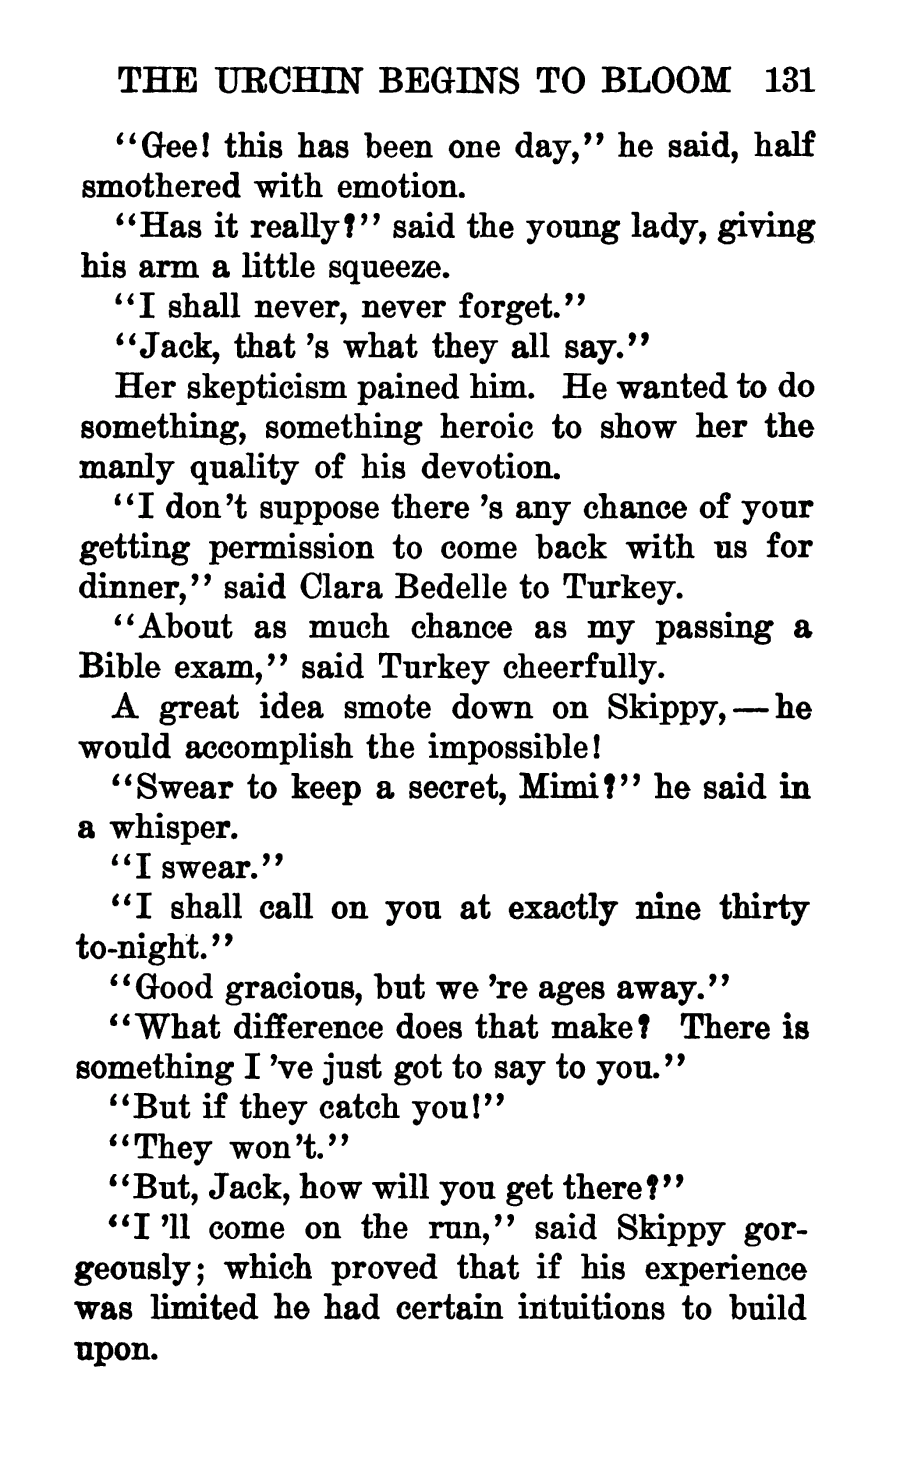 THE URCHIN BEGINS TO BLOOM 131
“Gee! this has been one day,” he said, half
smothered with emotion.
“Has it really?” said the young lady, giving
his arm a little squeeze.
“I shall never, never forget.”
“Jack, that ’s what they all say.”
Her skepticism pained him. He wanted to do
something, something heroic to show her the
manly quality of his devotion.
“I don’t suppose there ’s any chance of your
getting permission to come back with us for
dinner,” said Clara Bedelle to Turkey.
“About as much chance as my passing a
Bible exam,” said Turkey cheerfully.
A great idea smote down on Skippy,—he
would accomplish the impossible!
“Swear to keep a secret, Mimi?” he said in
a whisper.
“I swear.”
“I shall call on you at exactly nine thirty
to-night.”
“Good gracious, but we ’re ages away.”
“What difference does that make? There is
something I ’ve just got to say to you.”
“But if they catch you!”
“They won’t.”
“But, Jack, how will you get there?”
“I ’ll come on the run,” said Skippy gor-
geously; which proved that if his experience
was limited he had certain intuitions to build
upon.